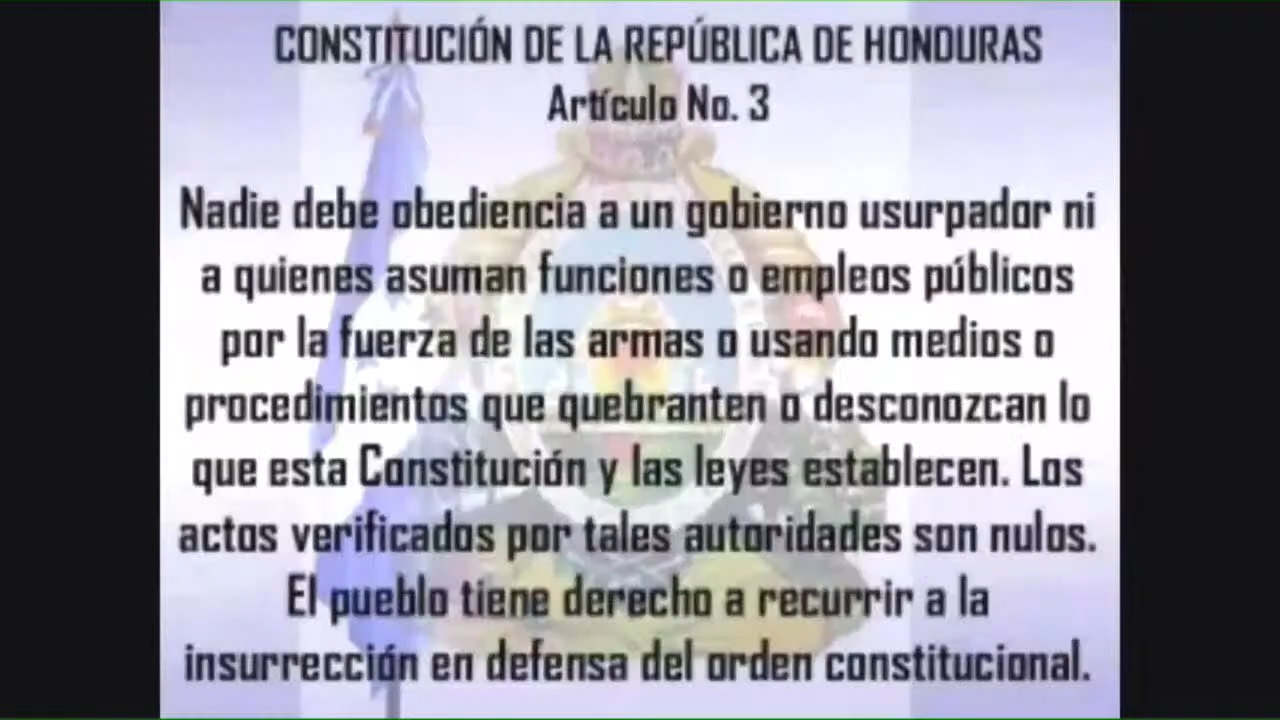 CONSTITUCIÓN DE LA REPÚBLICA DE HONDURAS
Artículo No. 3
Nadie debe obediencia a un gobierno usurpador ni
a quienes asuman funciones o empleos públicos
por la fuerza de las armas o usando medios o
procedimientos que quebranten o desconozcan lo
que esta Constitución y las leyes establecen. Los
actos verificados por tales autoridades son nulos.
El pueblo tiene derecho a recurrir a la
insurrección en defensa del orden constitucional.